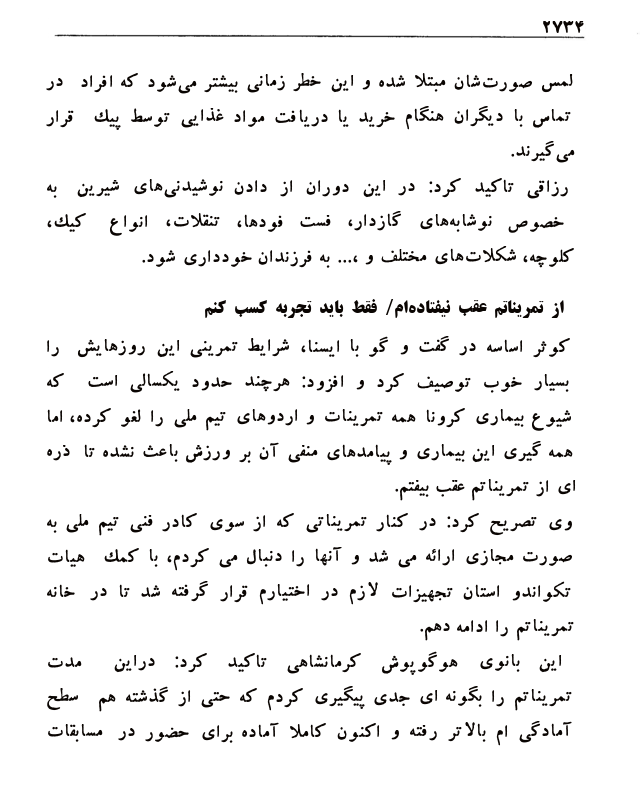 ۲۷۳۴
لمس صورت‌شان مبتلا شده و این خطر زمانی بیشتر می‌شود که افراد در
تماس با دیگران هنگام خرید یا دریافت مواد غذایی توسط پیک قرار
می‌گیرند.
رزاقی تاکید کرد: در این دوران از دادن نوشیدنی‌های شیرین به
خصوص نوشابه‌های گازدار، فست فودها، تنقلات، انواع کیک،
کلوچه، شکلات‌های مختلف و ،... به فرزندان خودداری شود.
از تمریناتم عقب نیفتاده‌ام/ فقط باید تجربه کسب کنم
کوثر اساسه در گفت و گو با ایسنا، شرایط تمرینی این روزهایش را
بسیار خوب توصیف کرد و افزود: هرچند حدود یکسالی است که
شیوع بیماری کرونا همه تمرینات و اردوهای تیم ملی را لغو کرده، اما
همه گیری این بیماری و پیامدهای منفی آن بر ورزش باعث نشده تا ذره
ای از تمریناتم عقب بیفتم.
وی تصریح کرد: در کنار تمریناتی که از سوی کادر فنی تیم ملی به
صورت مجازی ارائه می شد و آنها را دنبال می کردم، با کمک هیات
تکواندو استان تجهیزات لازم در اختیارم قرار گرفته شد تا در خانه
تمریناتم را ادامه دهم.
این بانوی هوگوپوش کرمانشاهی تاکید کرد: دراین مدت
تمریناتم را بگونه ای جدی پیگیری کردم که حتی از گذشته هم سطح
آمادگی ام بالاتر رفته و اکنون کاملا آماده برای حضور در مسابقات